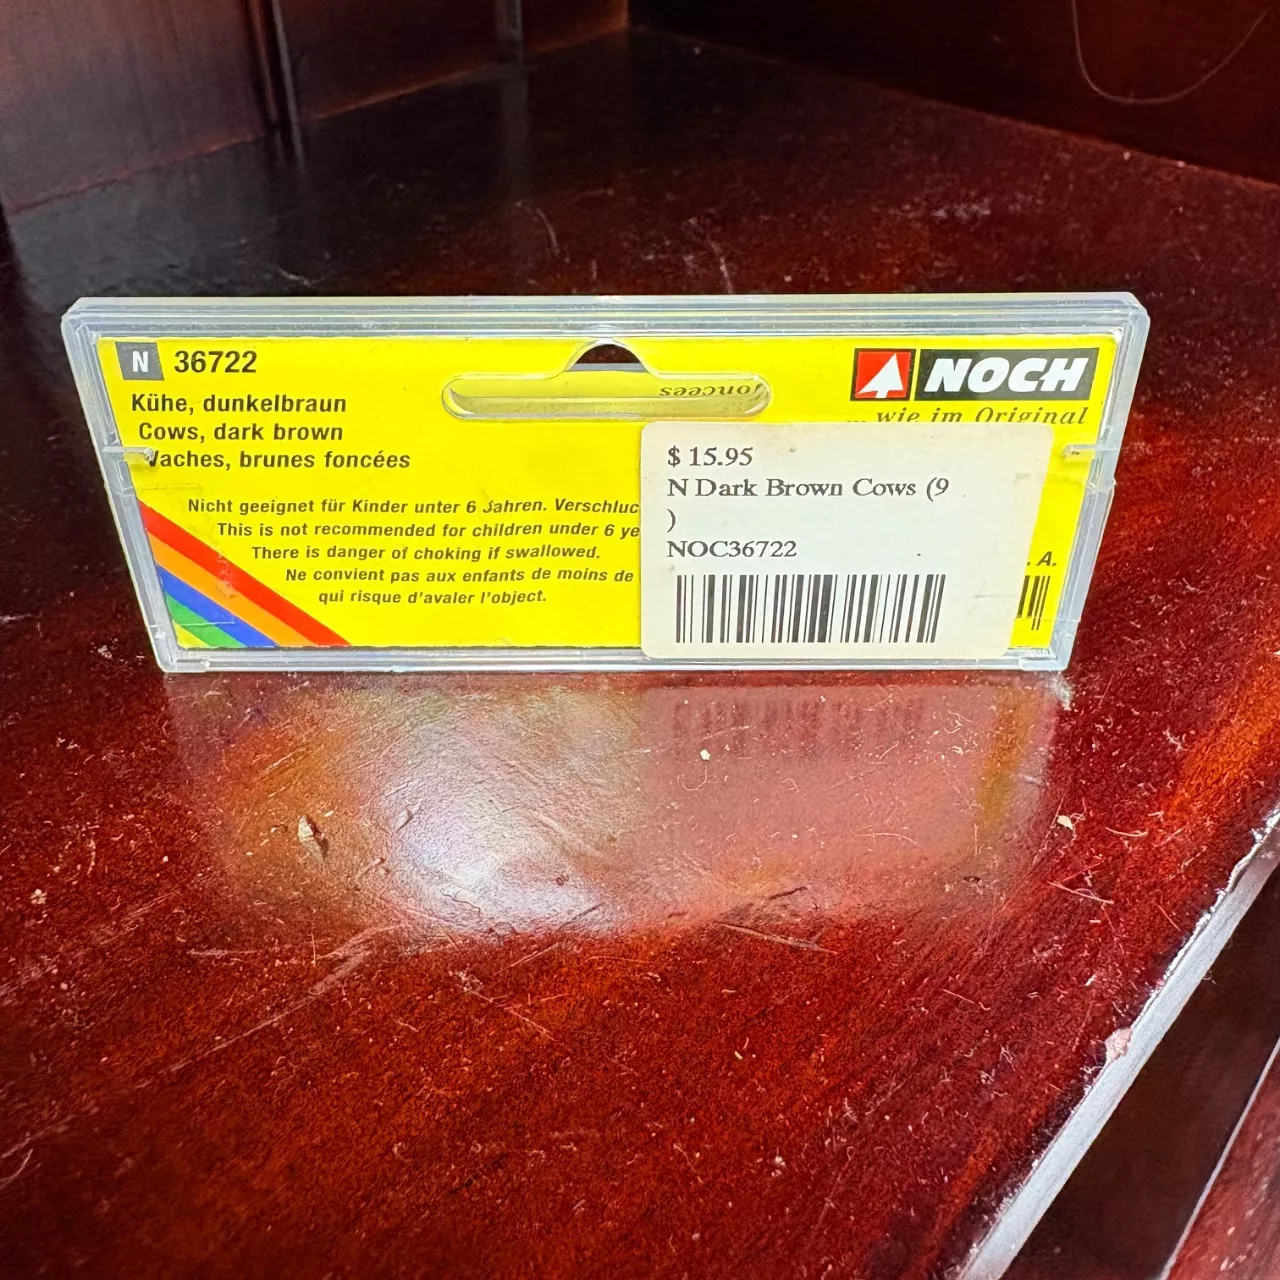 N 36722
Kühe, dunkelbraun
Cows, dark brown
Vaches, brunes foncées
foncées
NOCH
... wie im Original
Nicht geeignet für Kinder unter 6 Jahren.
This is not recommended for children under 6
There is danger of choking if swallowed.
Ne convient pas aux enfants de moins de
qui risque d'avaler l'object.
$ 15.95
N Dark Brown Cows (9
)
NOC36722
. A.